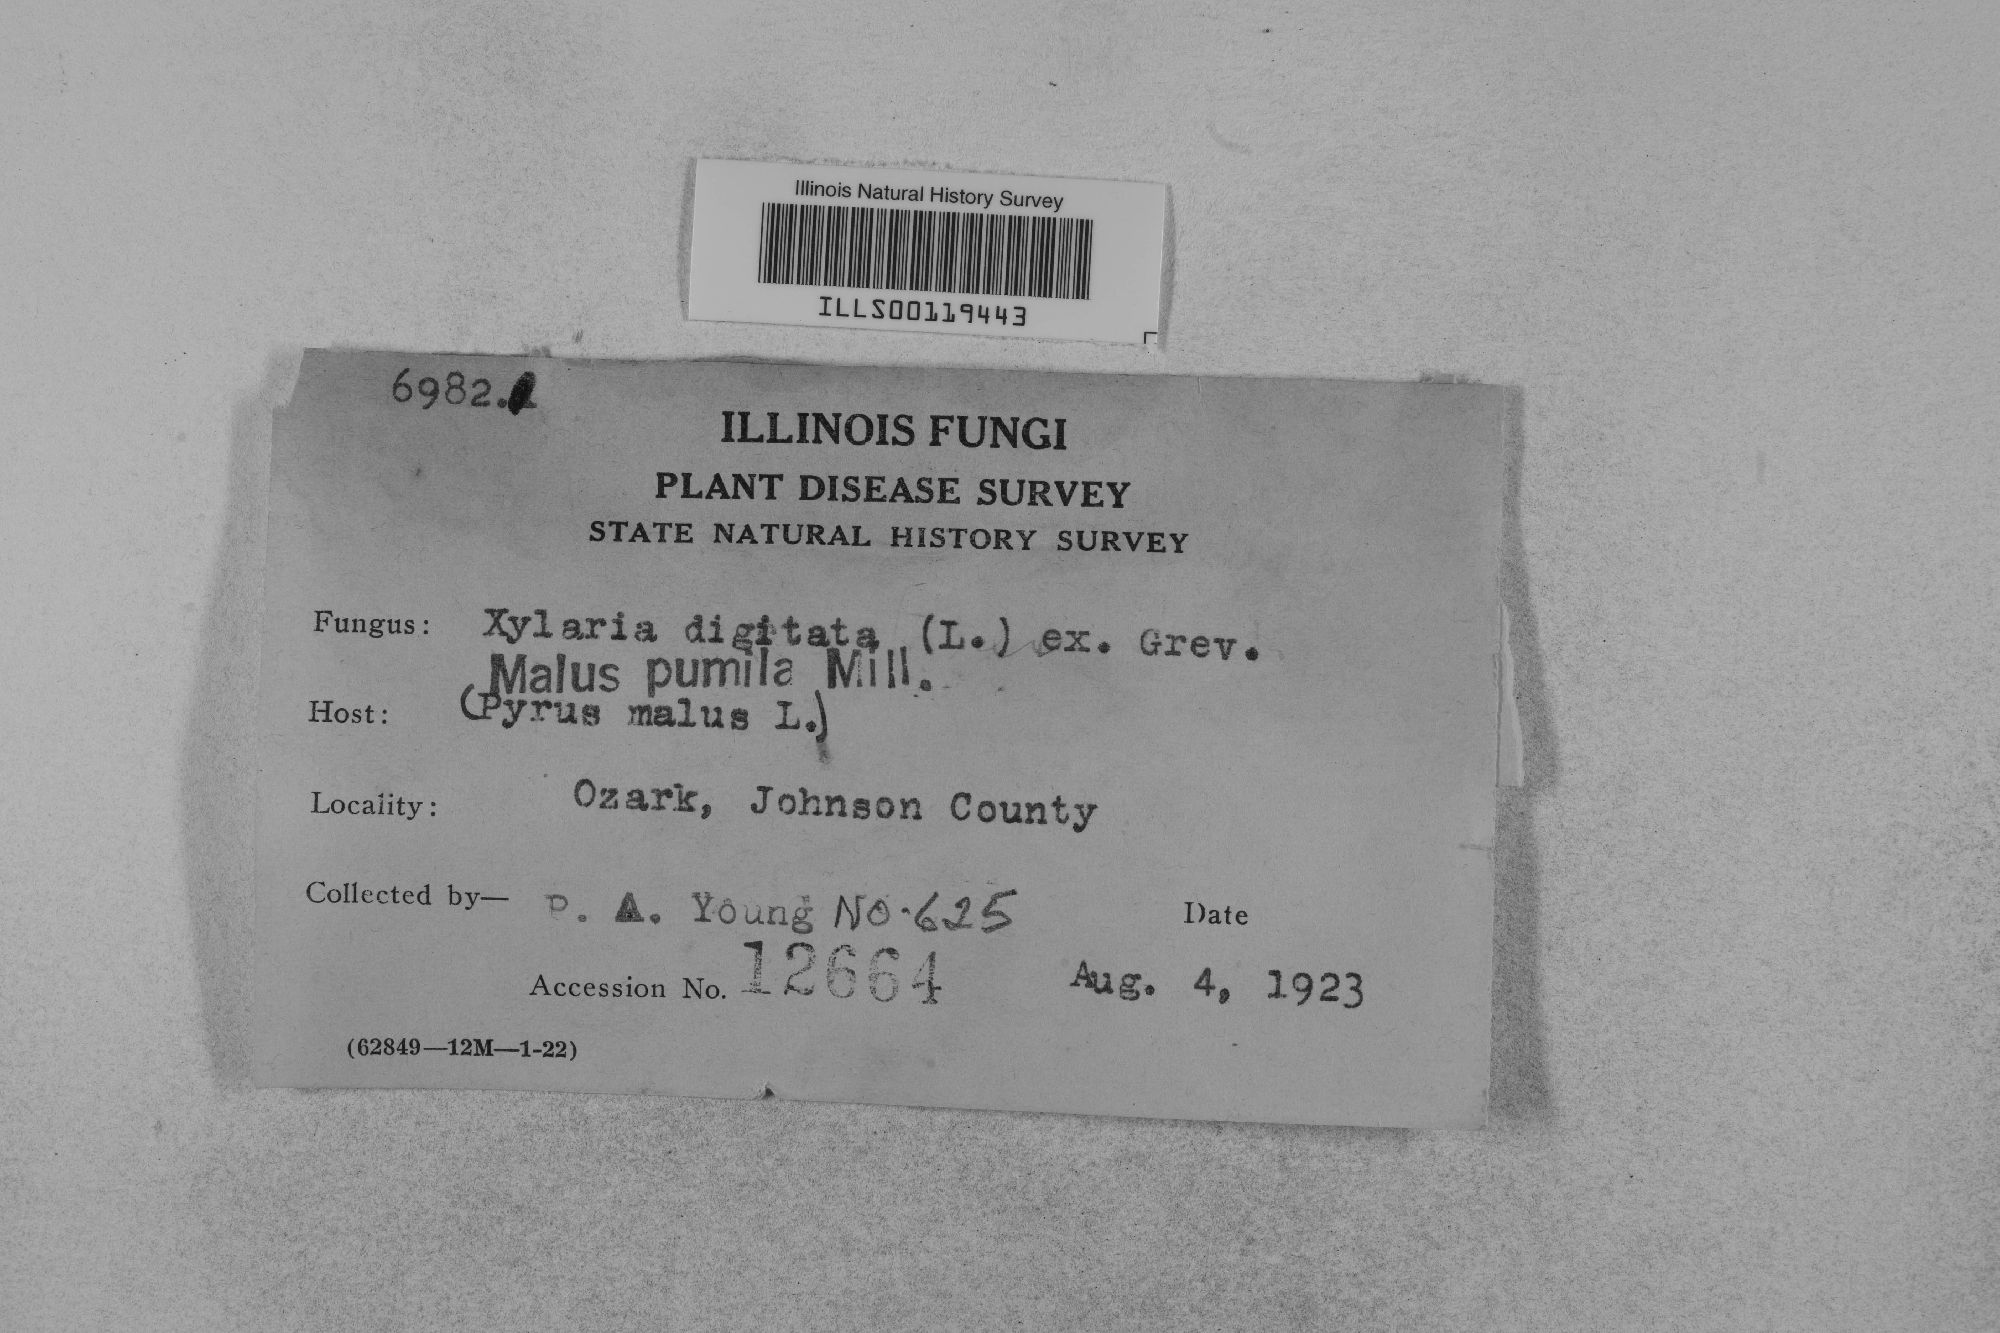 Illinois Natural History Survey
ILLS00119443
6982.
ILLINOIS FUNGI
PLANT DISEASE SURVEY
STATE NATURAL HISTORY SURVEY
Fungus: Xylaria digitata (L.) ex. Grev.
Malus pumila Mill.
Host: (Pyrus malus L.)
Locality: Ozark, Johnson County
Collected by— P. A. Young NO. 625 Date
Accession No. 12664 Aug. 4, 1923
(62849—12M—1-22)